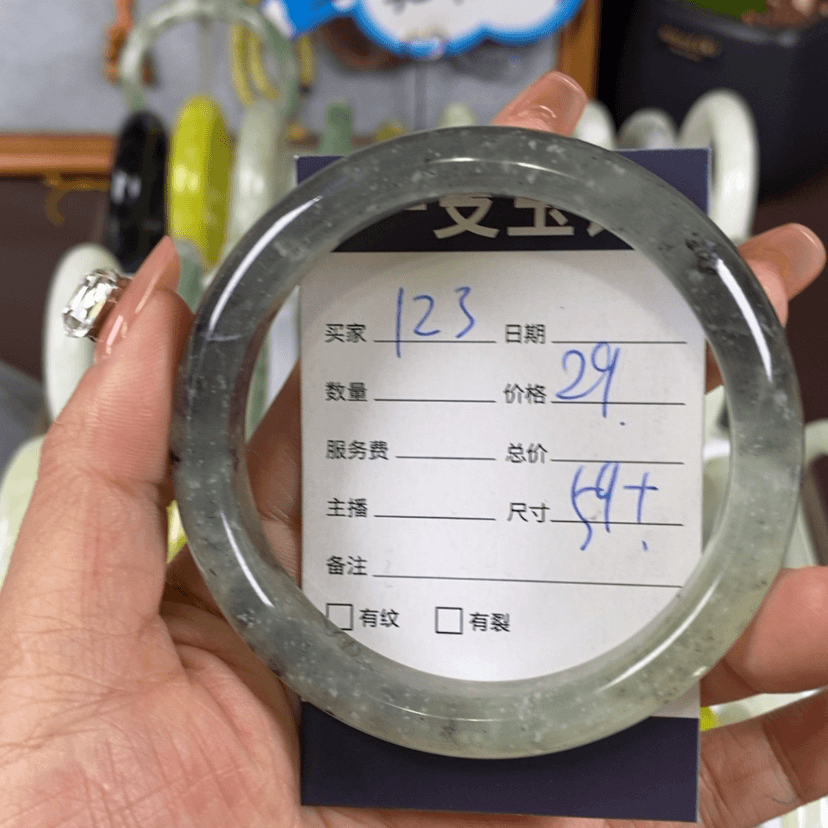 买家 123 日期
数量 价格 29.
服务费 总价
主播 尺寸 59+
备注
有纹 有裂